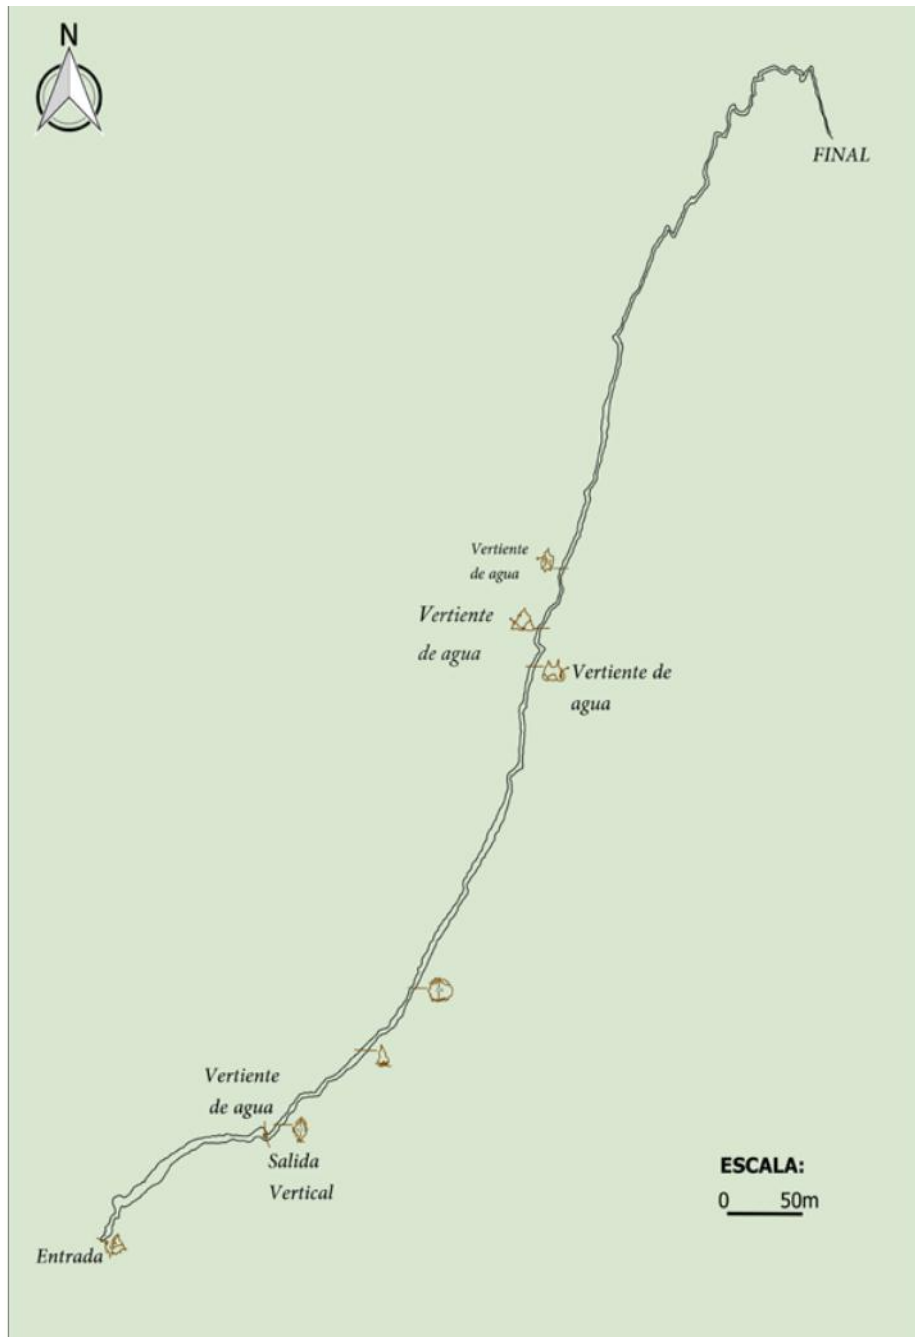 N
FINAL
Vertiente
de agua
Vertiente
de agua
Vertiente de
agua
Vertiente
de agua
Salida
Vertical
ESCALA:
0 50m
Entrada